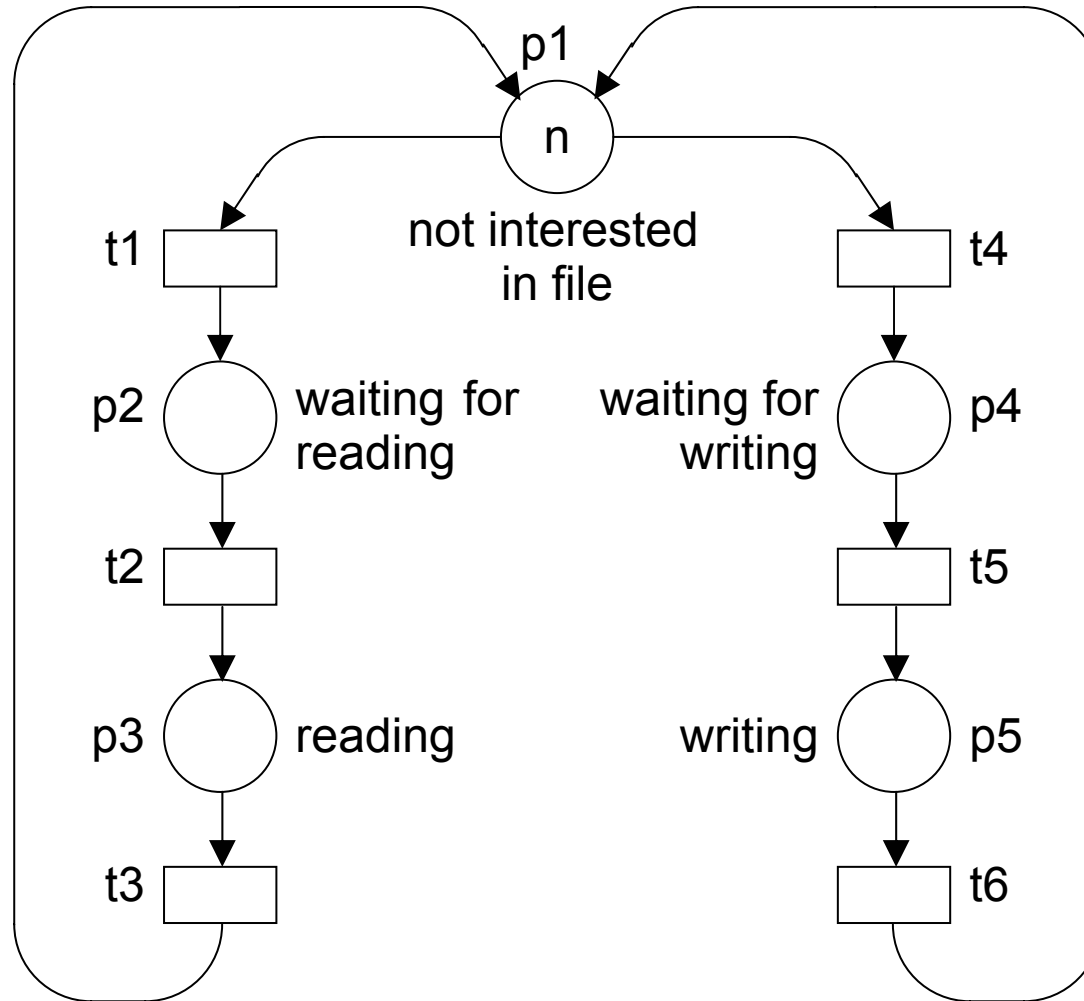 p1
n
not interested
in file
t1
t4
p2
waiting for
reading
waiting for
writing
p4
t2
t5
p3
reading
writing
p5
t3
t6